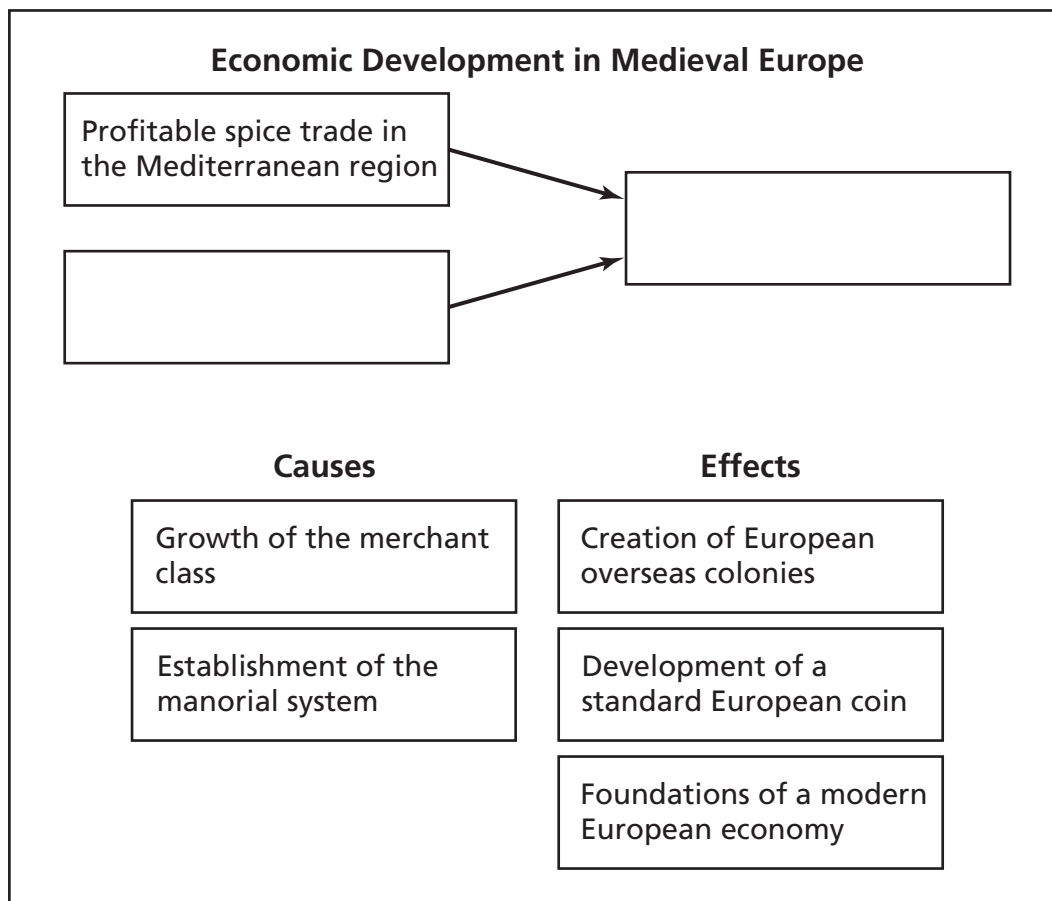 Economic Development in Medieval Europe
Profitable spice trade in
the Mediterranean region
Causes
Growth of the merchant
class
Establishment of the
manorial system
Effects
Creation of European
overseas colonies
Development of a
standard European coin
Foundations of a modern
European economy